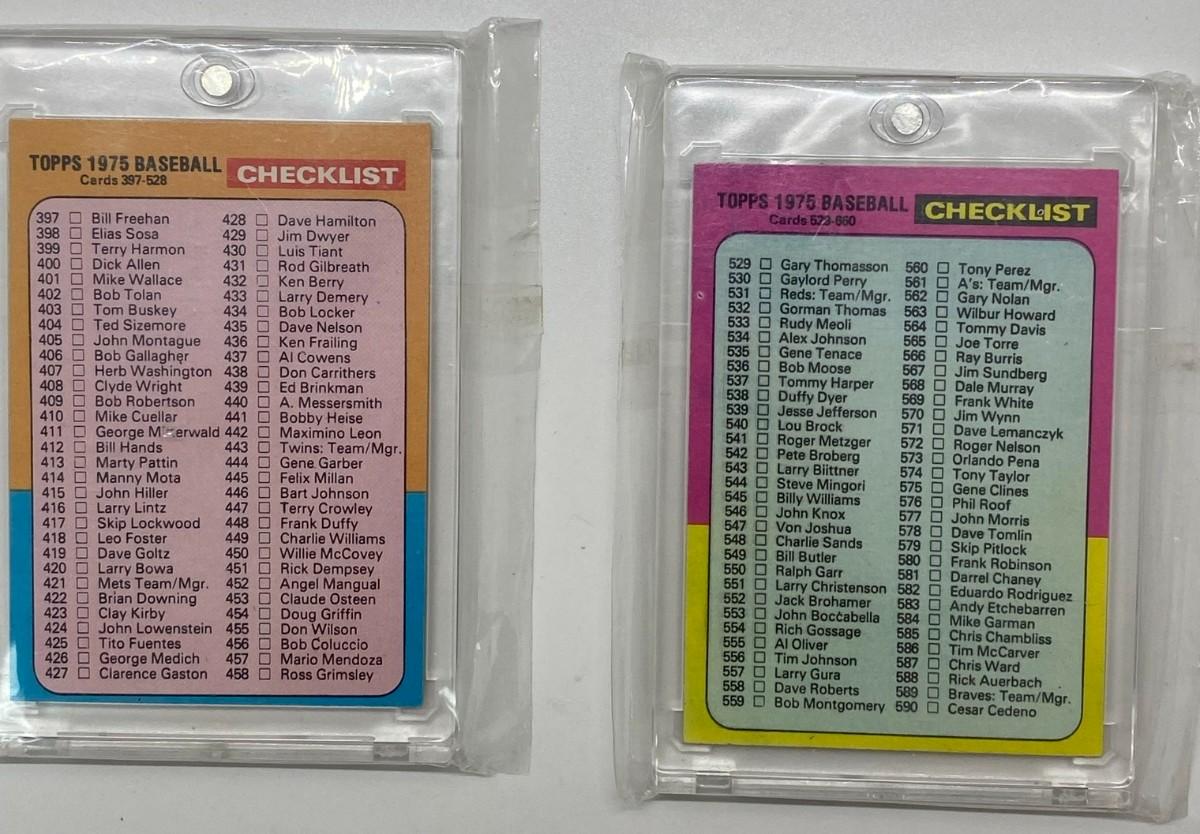 TOPPS 1975 BASEBALL CHECKLIST
Cards 397-528
397 Bill Freehan
398 Elias Sosa
399 Terry Harmon
400 Dick Allen
401 Mike Wallace
402 Bob Tolan
403 Tom Buskey
404 Ted Sizemore
405 John Montague
406 Bob Gallagher
407 Herb Washington
408 Clyde Wright
409 Bob Robertson
410 Mike Cuellar
411 George
412 Bill Hands
413 Marty Pattin
414 Manny Mota
415 John Hiller
416 Larry Lintz
417 Skip Lockwood
418 Leo Foster
419 Dave Goltz
420 Larry Bowa
421 Mets Team/Mgr.
422 Brian Downing
423 Clay Kirby
424 John Lowenstein
425 Tito Fuentes
426 George Medich
427 Clarence Gaston
428 Dave Hamilton
429 Jim Dwyer
430 Luis Tiant
431 Rod Gilbreath
432 Ken Berry
433 Larry Demery
434 Bob Locker
435 Dave Nelson
436 Ken Frailing
437 Al Cowens
438 Don Carrithers
439 Ed Brinkman
440 A. Messersmith
441 Bobby Heise
442 Maximino Leon
443 Twins: Team/Mgr.
444 Gene Garber
445 Felix Millan
446 Bart Johnson
447 Terry Crowley
448 Frank Duffy
449 Charlie Williams
450 Willie McCovey
451 Rick Dempsey
452 Angel Mangual
453 Claude Osteen
454 Doug Griffin
455 Don Wilson
456 Bob Coluccio
457 Mario Mendoza
458 Ross Grimsley
TOPPS 1975 BASEBALL CHECKLIST
Cards 529-660
529 Gary Thomasson
530 Gaylord Perry
531 Reds: Team/Mgr.
532 Gorman Thomas
533 Rudy Meoli
534 Alex Johnson
535 Gene Tenace
536 Bob Moose
537 Tommy Harper
538 Duffy Dyer
539 Jesse Jefferson
540 Lou Brock
541 Roger Metzger
542 Pete Broberg
543 Larry Biittner
544 Steve Mingori
545 Billy Williams
546 John Knox
547 Von Joshua
548 Charlie Sands
549 Bill Butler
550 Ralph Garr
551 Larry Christenson
552 Jack Brohamer
553 John Boccabella
554 Rich Gossage
555 Al Oliver
556 Tim Johnson
557 Larry Gura
558 Dave Roberts
559 Bob Montgomery
560 Tony Perez
561 A's: Team/Mgr.
562 Gary Nolan
563 Wilbur Howard
564 Tommy Davis
565 Joe Torre
566 Ray Burris
567 Jim Sundberg
568 Dale Murray
569 Frank White
570 Jim Wynn
571 Dave Lemanczyk
572 Roger Nelson
573 Orlando Pena
574 Tony Taylor
575 Gene Clines
576 Phil Roof
577 John Morris
578 Dave Tomlin
579 Skip Pitlock
580 Frank Robinson
581 Darrel Chaney
582 Eduardo Rodriguez
583 Andy Etchebarren
584 Mike Garman
585 Chris Chambliss
586 Tim McCarver
587 Chris Ward
588 Rick Auerbach
589 Braves: Team/Mgr.
590 Cesar Cedeno